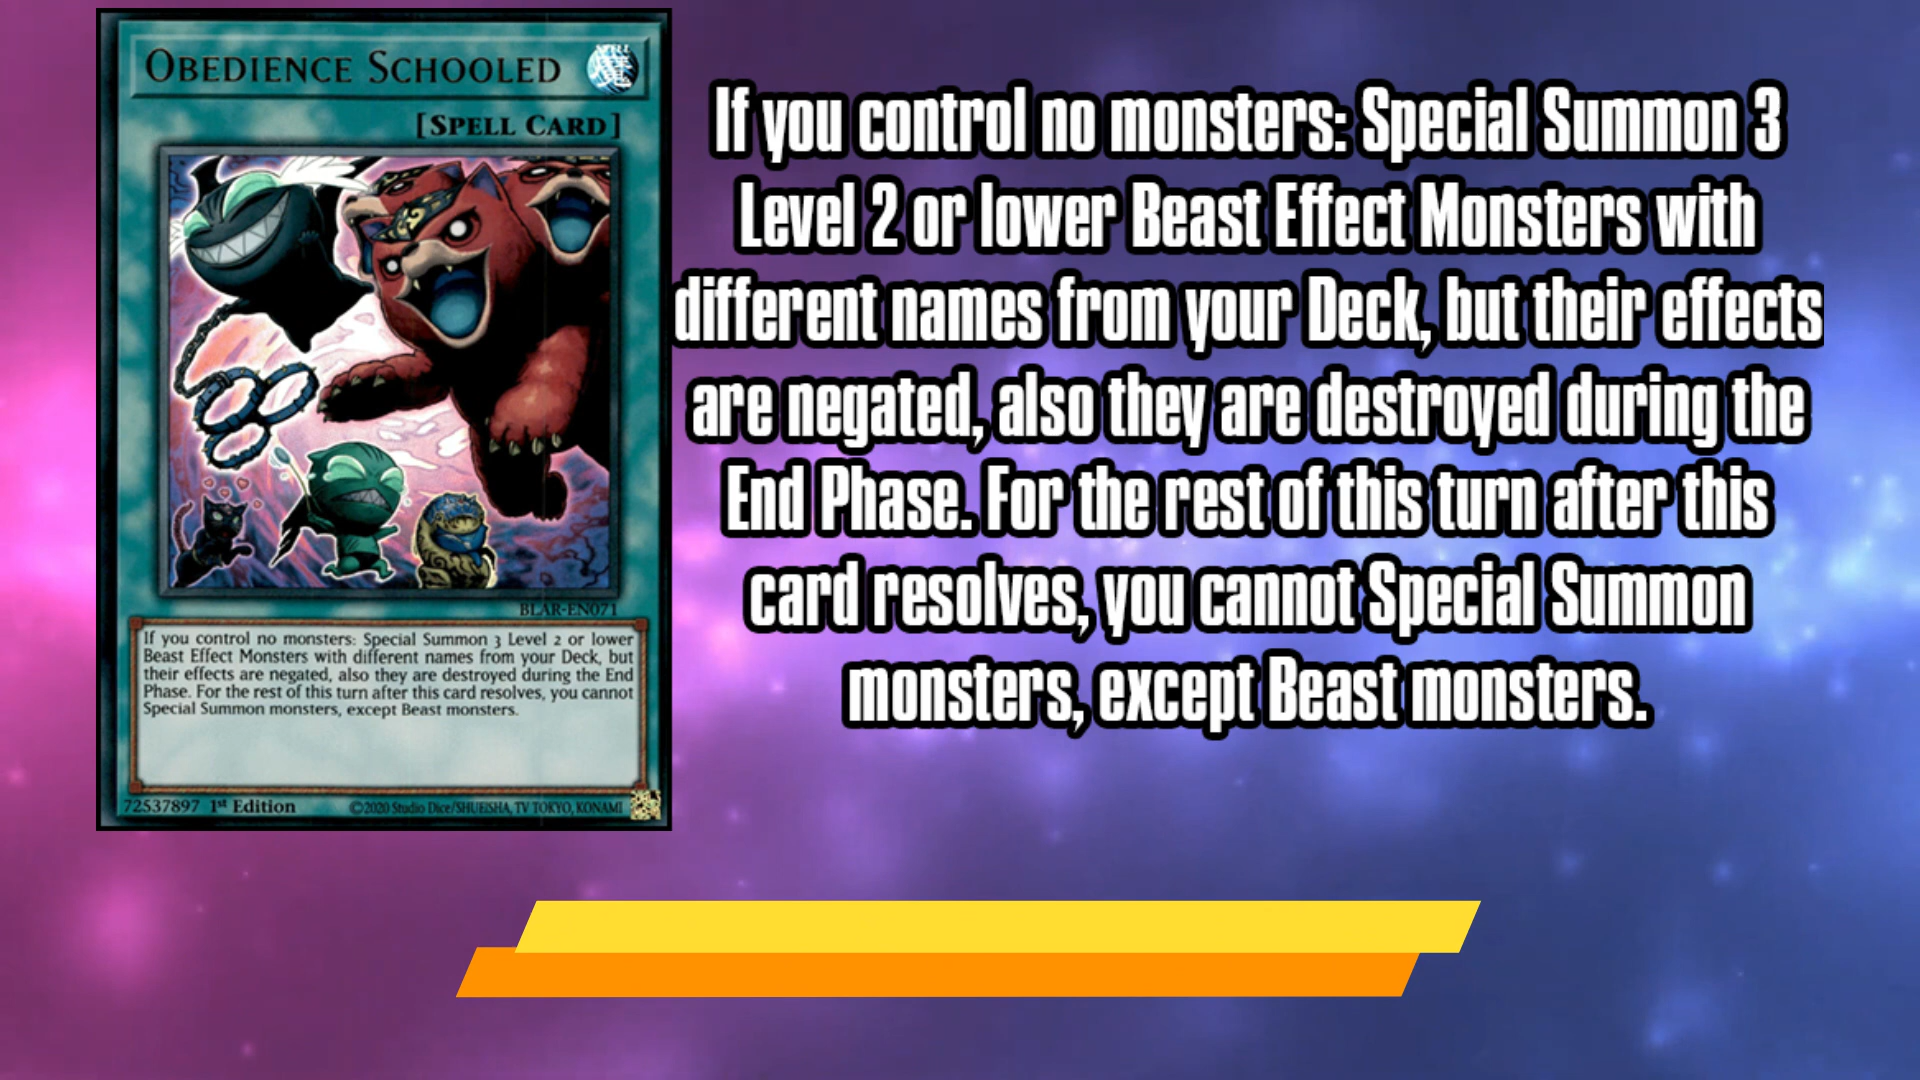 OBEDIENCE SCHOOLED
[SPELL CARD]
BLAR-EN071
If you control no monsters: Special Summon 3 Level 2 or lower
Beast Effect Monsters with different names from your Deck, but
their effects are negated, also they are destroyed during the End
Phase. For the rest of this turn after this card resolves, you cannot
Special Summon monsters, except Beast monsters.
72537897 1st Edition ©2020 Studio Dice/SHUEISHA, TV TOKYO, KONAMI
If you control no monsters: Special Summon 3
Level 2 or lower Beast Effect Monsters with
different names from your Deck, but their effects
are negated, also they are destroyed during the
End Phase. For the rest of this turn after this
card resolves, you cannot Special Summon
monsters, except Beast monsters.